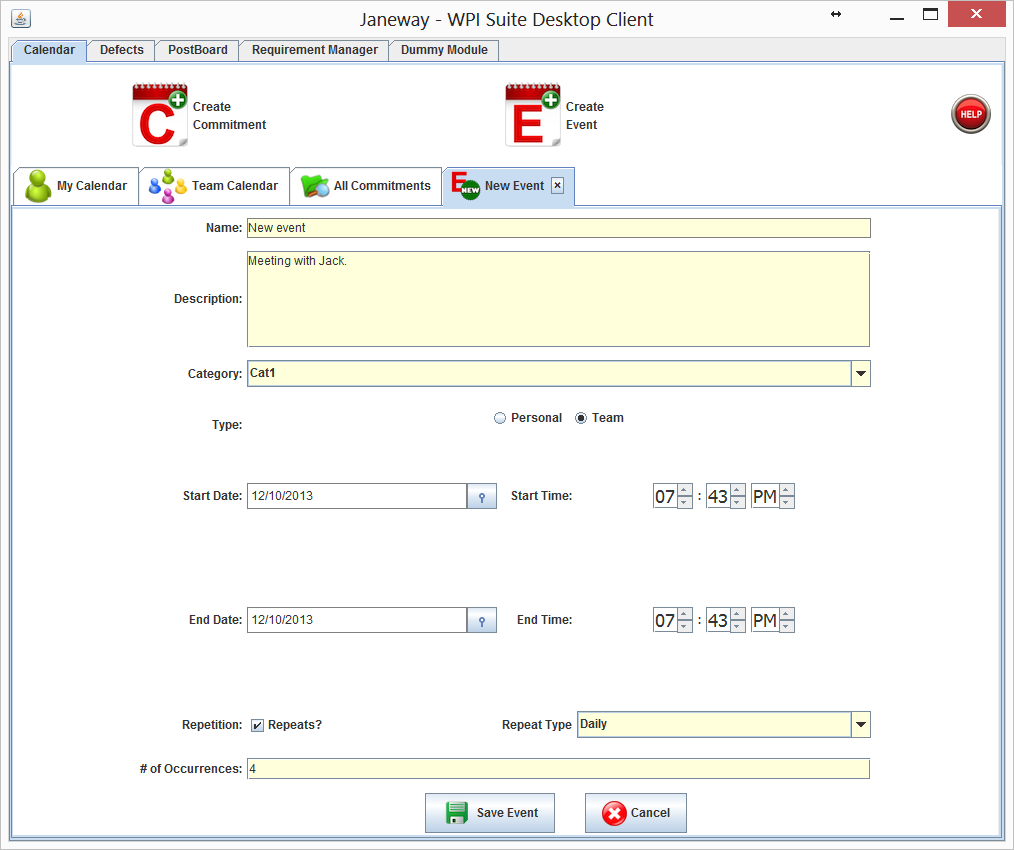 Janeway - WPI Suite Desktop Client
Calendar Defects PostBoard Requirement Manager Dummy Module
C Create Commitment
E Create Event
HELP
My Calendar Team Calendar All Commitments E NEW New Event
Name: New event
Description: Meeting with Jack.
Category: Cat1
Type: Personal Team
Start Date: 12/10/2013 Start Time: 07 : 43 PM
End Date: 12/10/2013 End Time: 07 : 43 PM
Repetition: Repeats? Repeat Type Daily
# of Occurrences: 4
Save Event Cancel